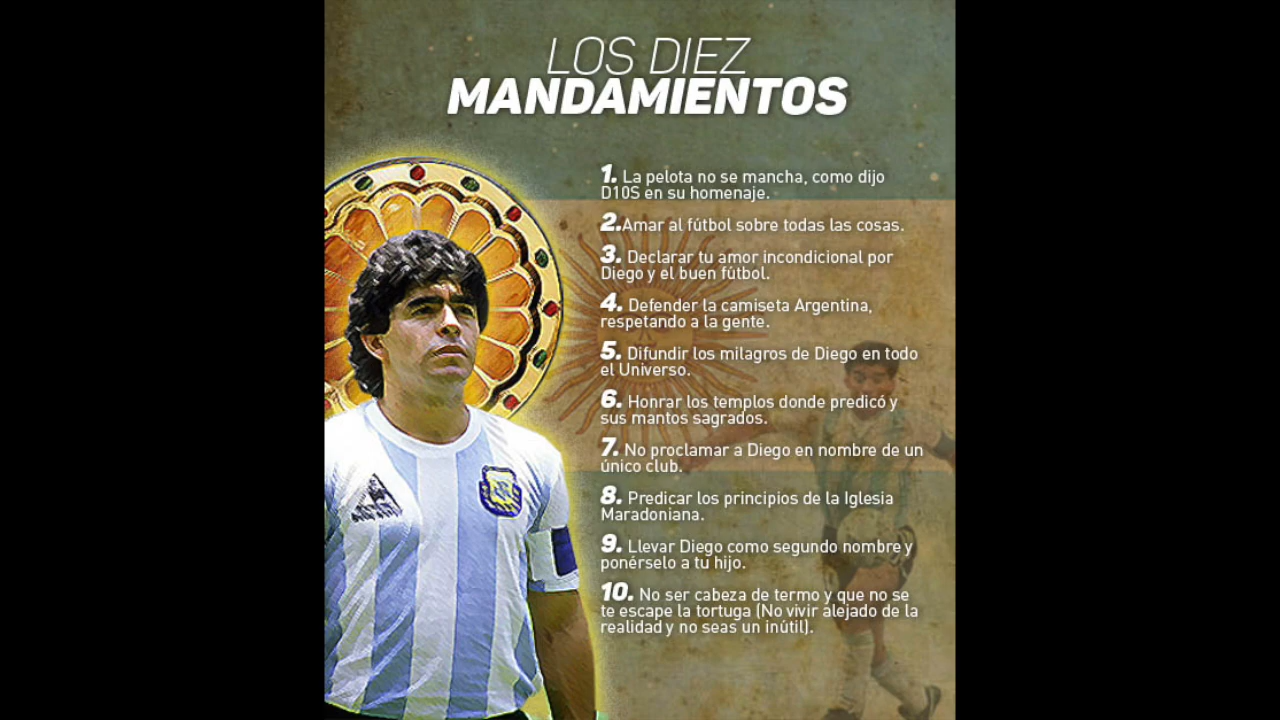 LOS DIEZ
MANDAMIENTOS
1. La pelota no se mancha, como dijo
D10S en su homenaje.
2.Amar al fútbol sobre todas las cosas.
3. Declarar tu amor incondicional por
Diego y el buen fútbol.
4. Defender la camiseta Argentina,
respetando a la gente.
5. Difundir los milagros de Diego en todo
el Universo.
6. Honrar los templos donde predicó y
sus mantos sagrados.
7. No proclamar a Diego en nombre de un
único club.
8. Predicar los principios de la Iglesia
Maradoniana.
9. Llevar Diego como segundo nombre y
ponérselo a tu hijo.
10. No ser cabeza de termo y que no se
te escape la tortuga (No vivir alejado de la
realidad y no seas un inútil).